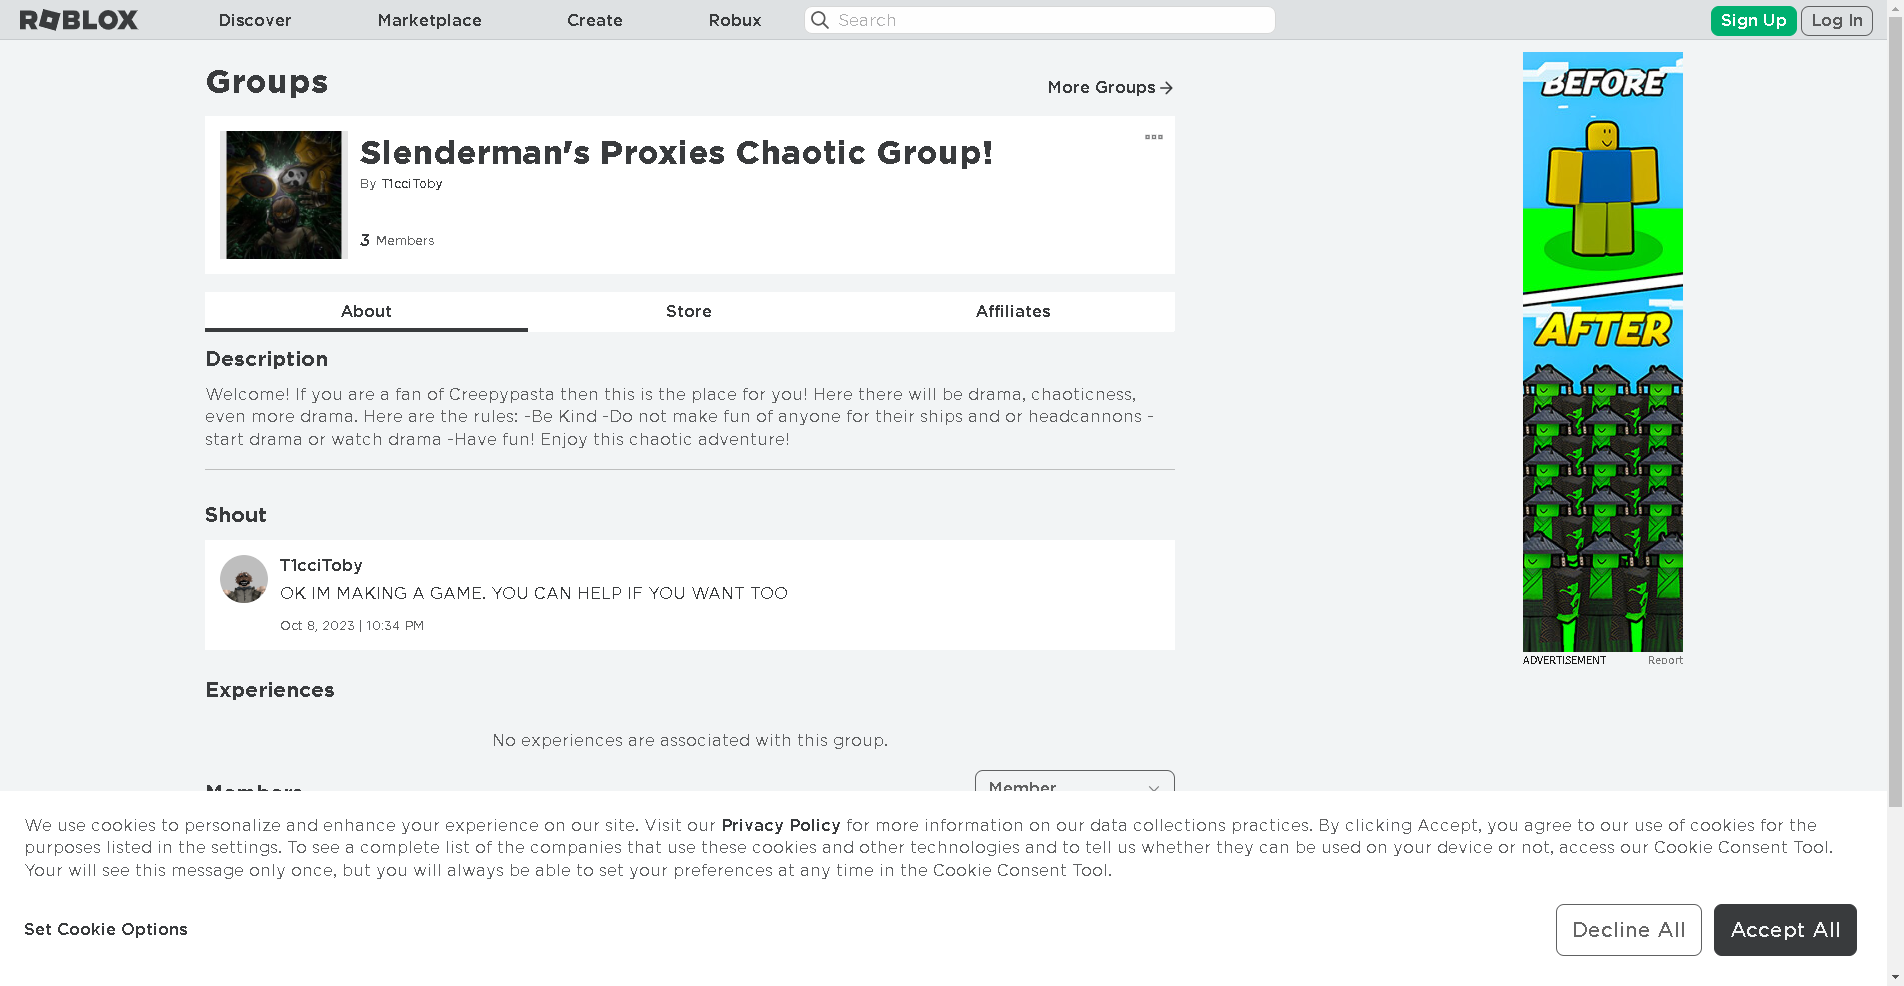 ROBLOX
Discover
Marketplace
Create
Robux
Search
Sign Up
Log In
Groups
More Groups
Slenderman's Proxies Chaotic Group!
By T1cciToby
3 Members
About
Store
Affiliates
Description
Welcome! If you are a fan of Creepypasta then this is the place for you! Here there will be drama, chaoticness,
even more drama. Here are the rules: -Be Kind -Do not make fun of anyone for their ships and or headcannons -
start drama or watch drama -Have fun! Enjoy this chaotic adventure!
Shout
T1cciToby
OK IM MAKING A GAME. YOU CAN HELP IF YOU WANT TOO
Oct 8, 2023 | 10:34 PM
Experiences
No experiences are associated with this group.
Members
Member
BEFORE
AFTER
ADVERTISEMENT
Report
We use cookies to personalize and enhance your experience on our site. Visit our Privacy Policy for more information on our data collections practices. By clicking Accept, you agree to our use of cookies for the
purposes listed in the settings. To see a complete list of the companies that use these cookies and other technologies and to tell us whether they can be used on your device or not, access our Cookie Consent Tool.
Your will see this message only once, but you will always be able to set your preferences at any time in the Cookie Consent Tool.
Set Cookie Options
Decline All
Accept All